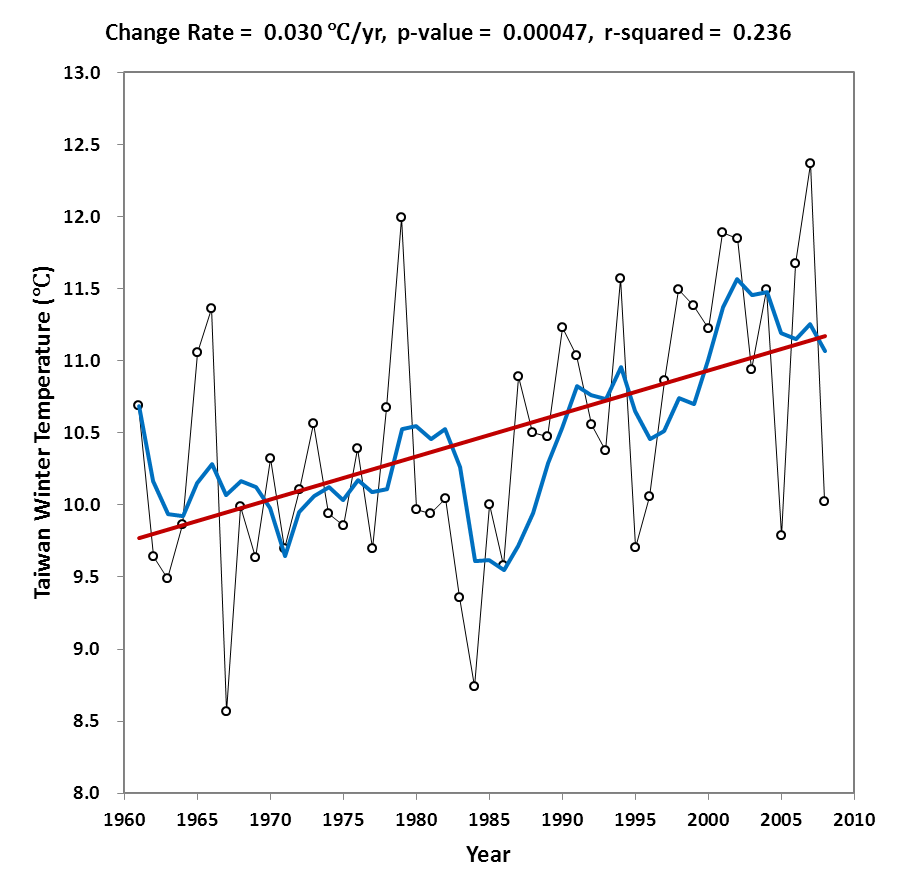 Change Rate = 0.030 ℃/yr, p-value = 0.00047, r-squared = 0.236
13.0
12.5
12.0
11.5
11.0
10.5
10.0
9.5
9.0
8.5
8.0
Taiwan Winter Temperature (℃)
1960 1965 1970 1975 1980 1985 1990 1995 2000 2005 2010
Year